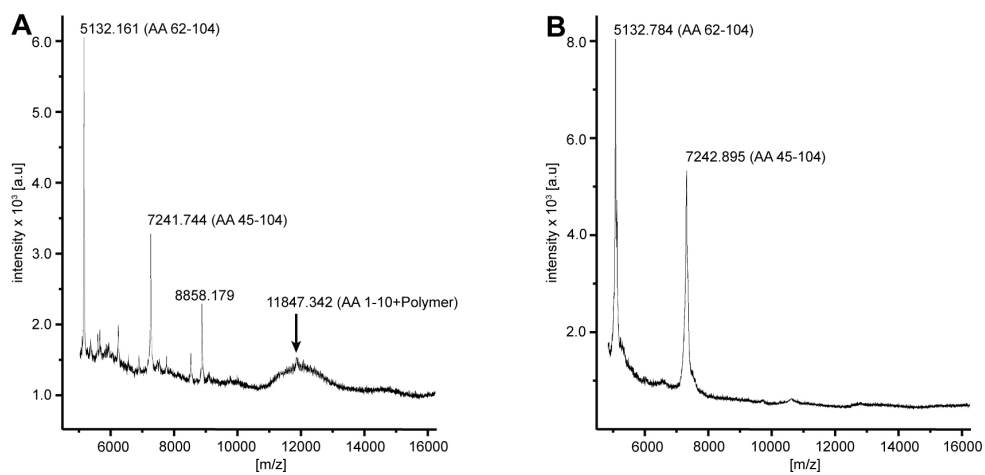 A
5132.161 (AA 62-104)
6.0
5.0
4.0
3.0
2.0
1.0
intensity x 10³ [a.u]
7241.744 (AA 45-104)
8858.179
11847.342 (AA 1-10+Polymer)
6000 8000 10000 12000 14000 16000
[m/z]
B
5132.784 (AA 62-104)
8.0
6.0
4.0
2.0
intensity x 10³ [a.u]
7242.895 (AA 45-104)
6000 8000 10000 12000 14000 16000
[m/z]